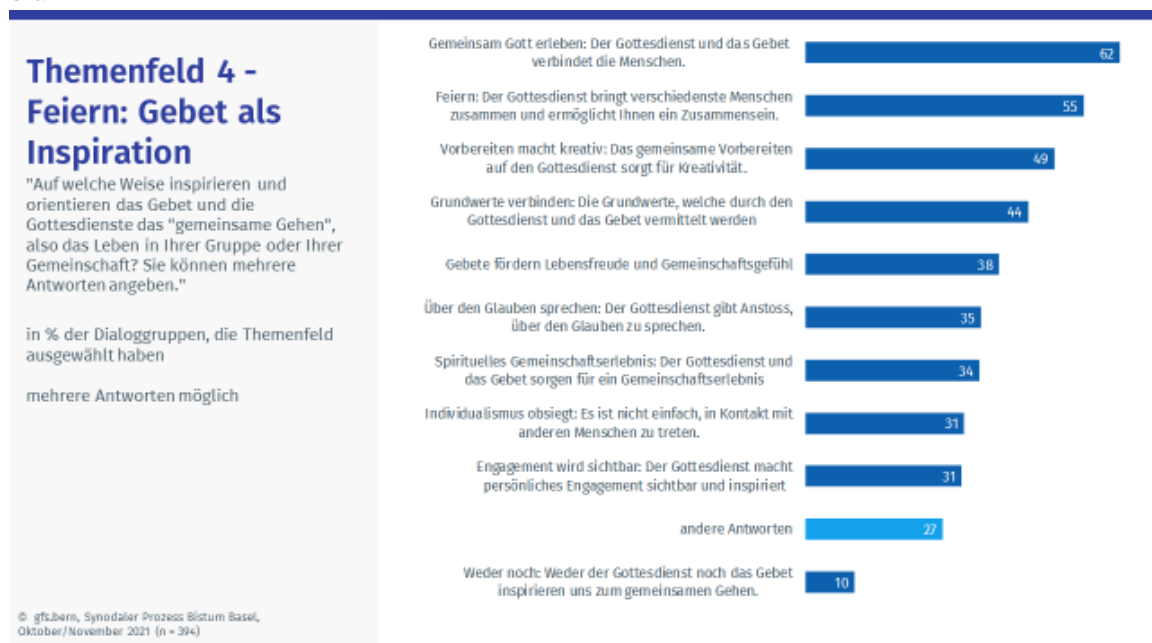 Themenfeld 4 -
Feiern: Gebet als
Inspiration
"Auf welche Weise inspirieren und
orientieren das Gebet und die
Gottesdienste das "gemeinsame Gehen",
also das Leben in Ihrer Gruppe oder Ihrer
Gemeinschaft? Sie können mehrere
Antworten angeben."
in % der Dialoggruppen, die Themenfeld
ausgewählt haben
mehrere Antworten möglich
© gfs.bern, Synodaler Prozess Bistum Basel,
Oktober/November 2021 (n = 394)
Gemeinsam Gott erleben: Der Gottesdienst und das Gebet
verbindet die Menschen.
62
Feiern: Der Gottesdienst bringt verschiedenste Menschen
zusammen und ermöglicht Ihnen ein Zusammensein.
55
Vorbereiten macht kreativ: Das gemeinsame Vorbereiten
auf den Gottesdienst sorgt für Kreativität.
49
Grundwerte verbinden: Die Grundwerte, welche durch den
Gottesdienst und das Gebet vermittelt werden
44
Gebete fördern Lebensfreude und Gemeinschaftsgefühl
38
Über den Glauben sprechen: Der Gottesdienst gibt Anstoss,
über den Glauben zu sprechen.
35
Spirituelles Gemeinschaftserlebnis: Der Gottesdienst und
das Gebet sorgen für ein Gemeinschaftserlebnis
34
Individualismus obsiegt: Es ist nicht einfach, in Kontakt mit
anderen Menschen zu treten.
31
Engagement wird sichtbar: Der Gottesdienst macht
persönliches Engagement sichtbar und inspiriert
31
andere Antworten
27
Weder noch: Weder der Gottesdienst noch das Gebet
inspirieren uns zum gemeinsamen Gehen.
10